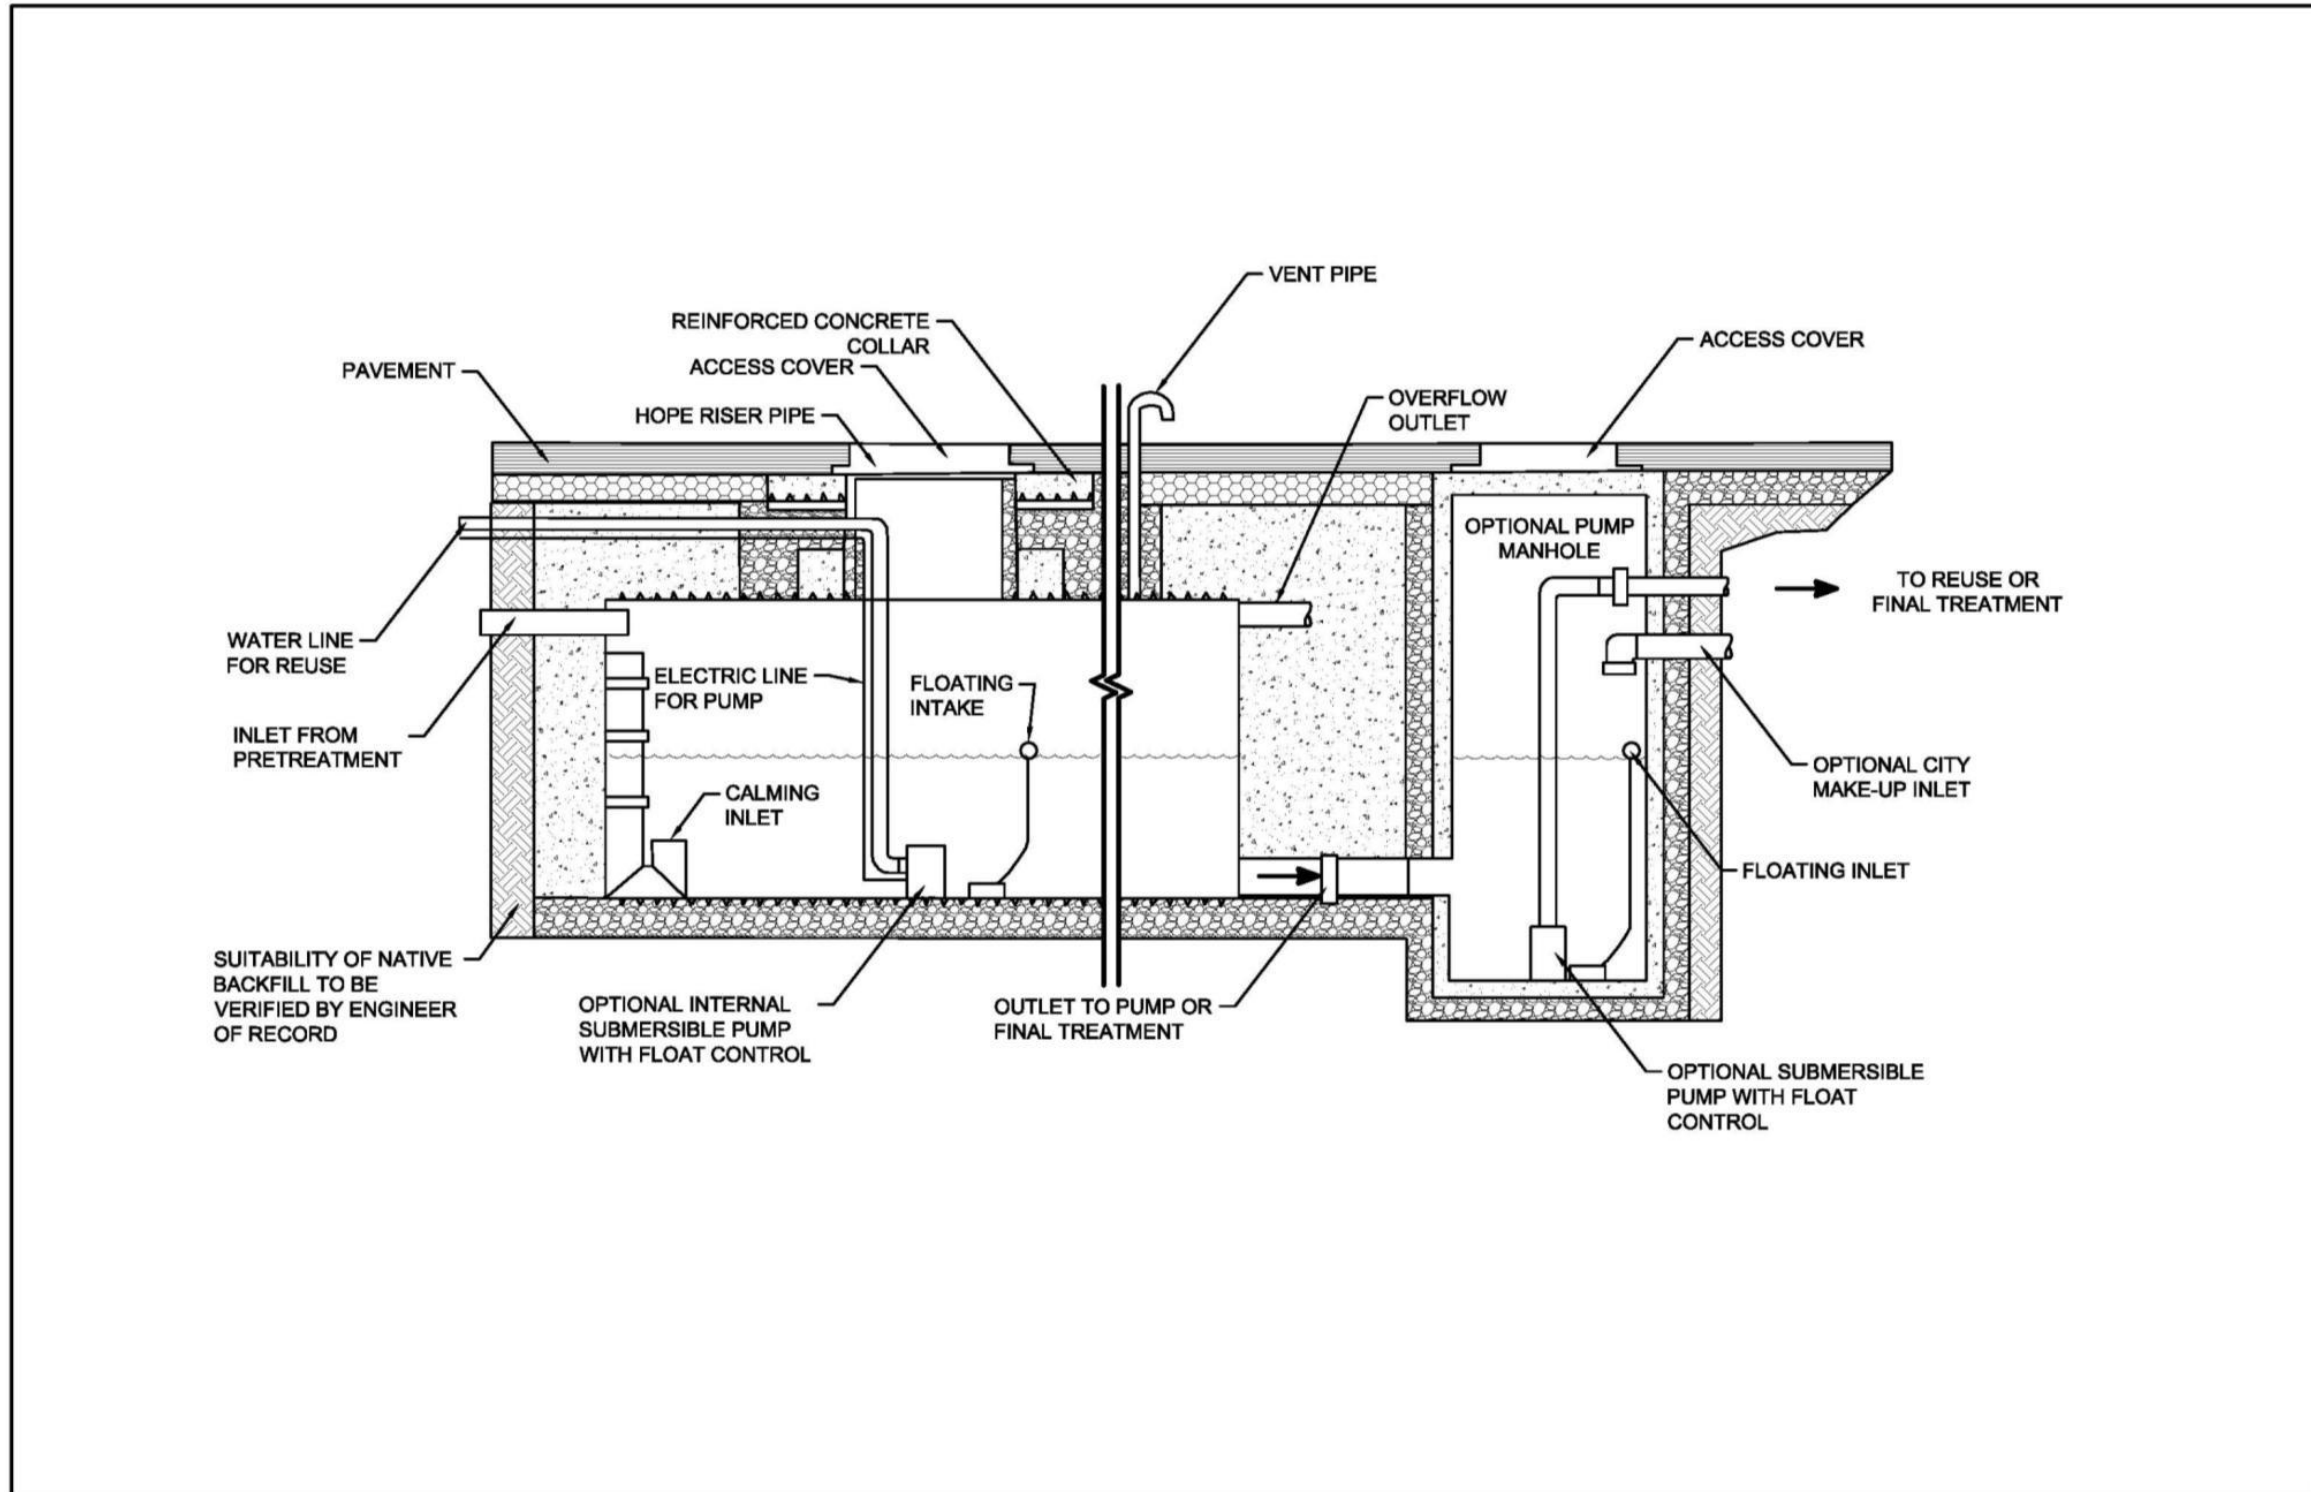 VENT PIPE
REINFORCED CONCRETE
COLLAR
ACCESS COVER
ACCESS COVER
PAVEMENT
HOPE RISER PIPE
OVERFLOW
OUTLET
OPTIONAL PUMP
MANHOLE
TO REUSE OR
FINAL TREATMENT
WATER LINE
FOR REUSE
ELECTRIC LINE
FOR PUMP
FLOATING
INTAKE
INLET FROM
PRETREATMENT
OPTIONAL CITY
MAKE-UP INLET
CALMING
INLET
FLOATING INLET
SUITABILITY OF NATIVE
BACKFILL TO BE
VERIFIED BY ENGINEER
OF RECORD
OPTIONAL INTERNAL
SUBMERSIBLE PUMP
WITH FLOAT CONTROL
OUTLET TO PUMP OR
FINAL TREATMENT
OPTIONAL SUBMERSIBLE
PUMP WITH FLOAT
CONTROL